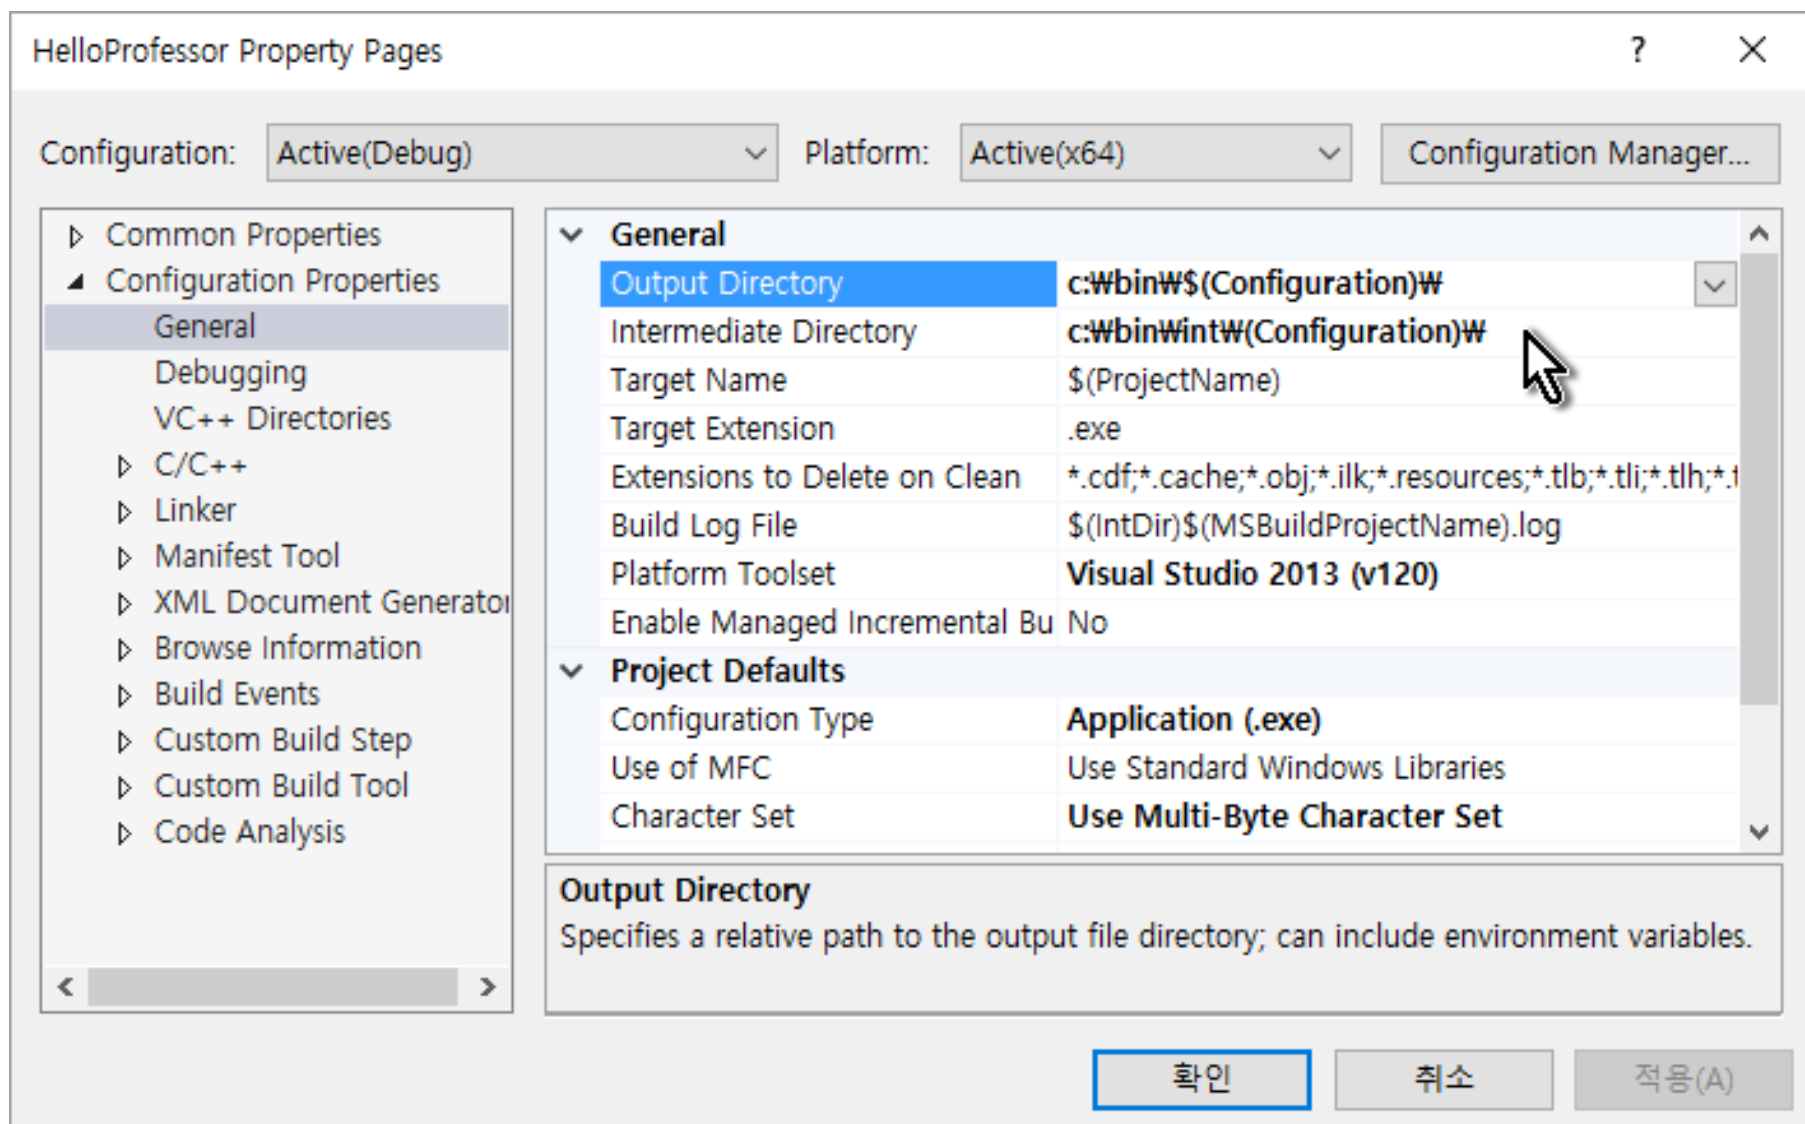 HelloProfessor Property Pages
?
Configuration: Active(Debug) Platform: Active(x64) Configuration Manager...
Common Properties
Configuration Properties
General
Debugging
VC++ Directories
C/C++
Linker
Manifest Tool
XML Document Generator
Browse Information
Build Events
Custom Build Step
Custom Build Tool
Code Analysis
General
Output Directory c:₩bin₩$(Configuration)₩
Intermediate Directory c:₩bin₩int₩(Configuration)₩
Target Name $(ProjectName)
Target Extension .exe
Extensions to Delete on Clean *.cdf;*.cache;*.obj;*.ilk;*.resources;*.tlb;*.tli;*.tlh;*.t
Build Log File $(IntDir)$(MSBuildProjectName).log
Platform Toolset Visual Studio 2013 (v120)
Enable Managed Incremental Bu No
Project Defaults
Configuration Type Application (.exe)
Use of MFC Use Standard Windows Libraries
Character Set Use Multi-Byte Character Set
Output Directory
Specifies a relative path to the output file directory; can include environment variables.
확인 취소 적용(A)